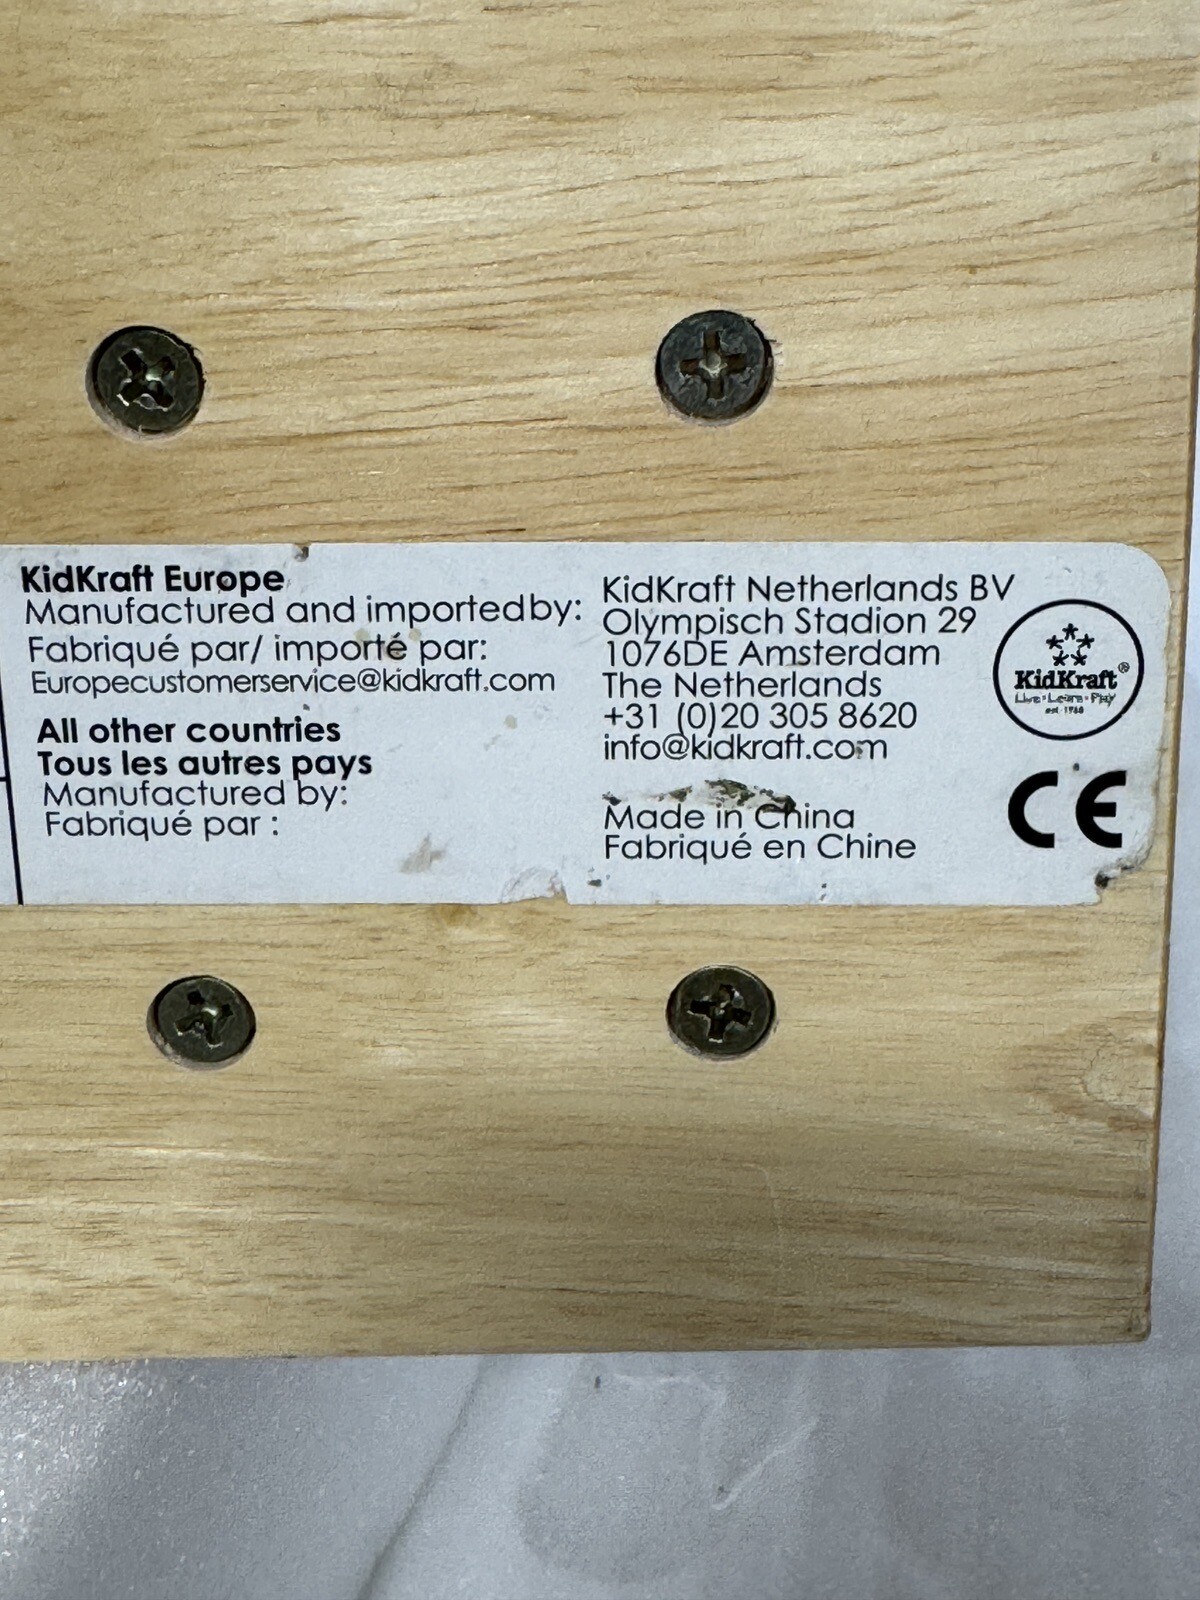 KidKraft Europe
Manufactured and imported by:
Fabriqué par/ importé par:
Europecustomerservice@kidkraft.com
All other countries
Tous les autres pays
Manufactured by:
Fabriqué par :
KidKraft Netherlands BV
Olympisch Stadion 29
1076DE Amsterdam
The Netherlands
+31 (0)20 305 8620
info@kidkraft.com
Made in China
Fabriqué en Chine
KidKraft®
Live•Learn•Play
est. 1968
CE